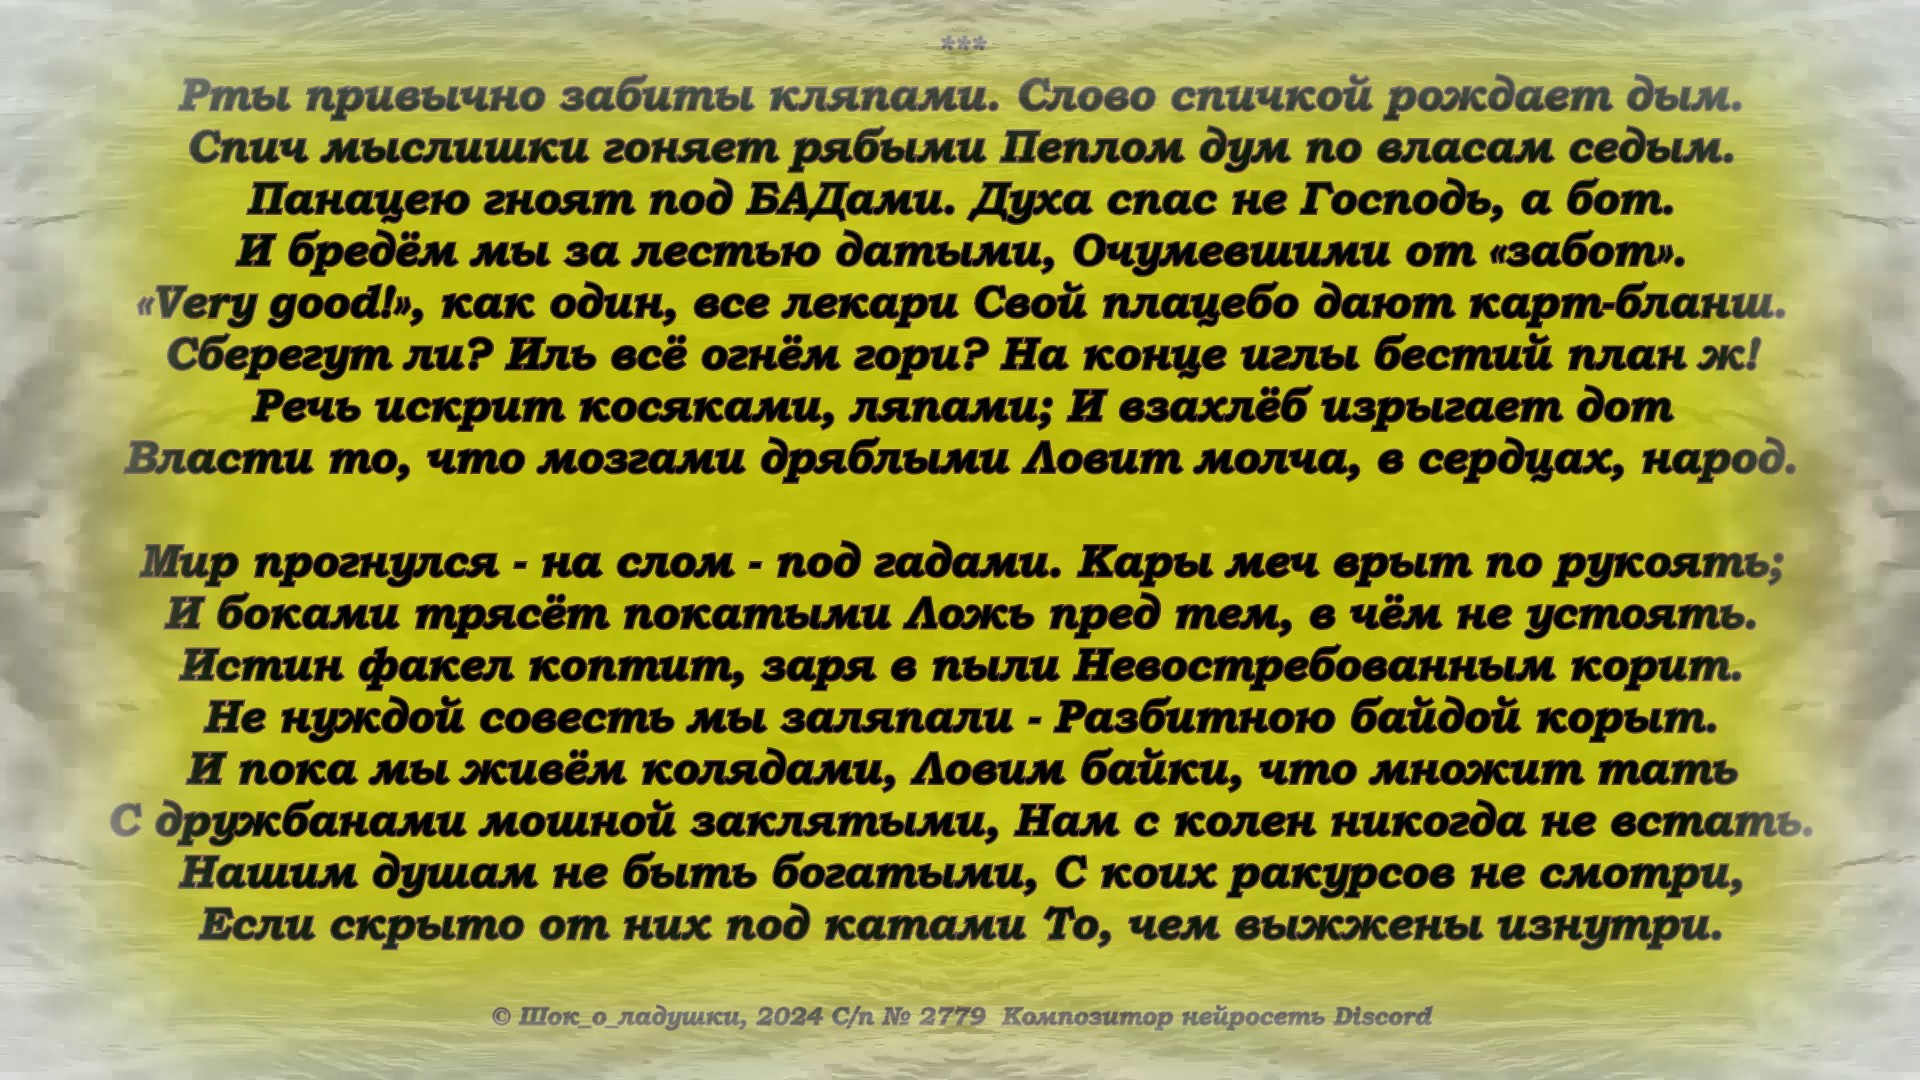 ***
Рты привычно забиты кляпами. Слово спичкой рождает дым.
Спич мыслишки гоняет рябыми Пеплом дум по власам седым.
Панацею гноят под БАДами. Духа спас не Господь, а бот.
И бредём мы за лестью датыми, Очумевшими от «забот».
«Very good!», как один, все лекари Свой плацебо дают карт-бланш.
Сберегут ли? Иль всё огнём гори? На конце иглы бестий план ж!
Речь искрит косяками, ляпами; И взахлёб изрыгает дот
Власти то, что мозгами дряблыми Ловит молча, в сердцах, народ.
Мир прогнулся - на слом - под гадами. Кары меч врыт по рукоять;
И боками трясёт покатыми Ложь пред тем, в чём не устоять.
Истин факел коптит, заря в пыли Невостребованным корит.
Не нуждой совесть мы заляпали - Разбитною байдой корыт.
И пока мы живём колядами, Ловим байки, что множит тать
С дружбанами мошной заклятыми, Нам с колен никогда не встать.
Нашим душам не быть богатыми, С коих ракурсов не смотри,
Если скрыто от них под катами То, чем выжжены изнутри.
© Шок_о_ладушки, 2024 С/п № 2779 Композитор нейросеть Discord